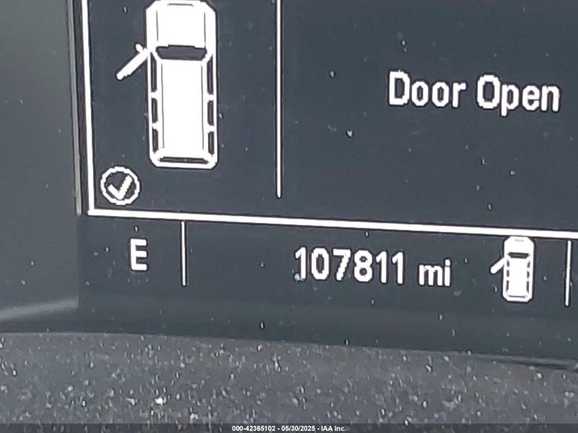 Door Open
E 107811 mi
000-42365102 - 05/30/2025 - IAA Inc.